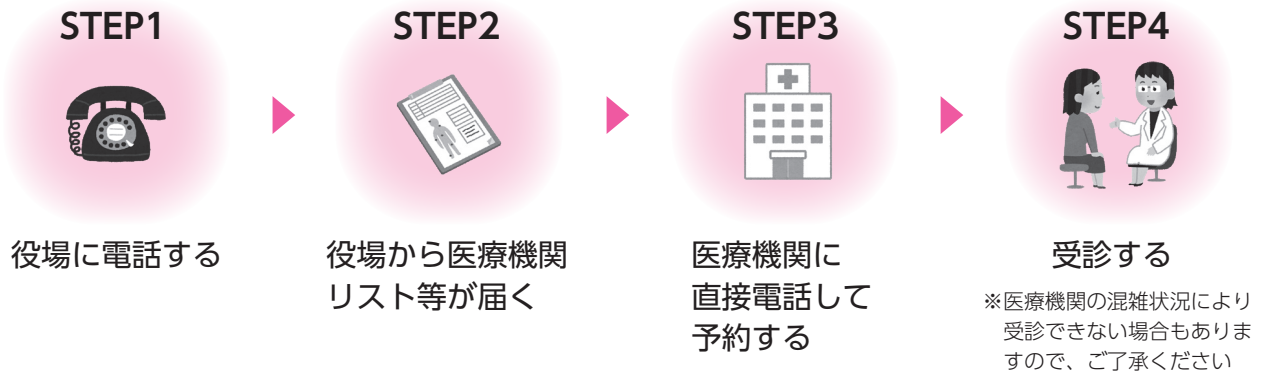 STEP1
役場に電話する
STEP2
役場から医療機関
リスト等が届く
STEP3
医療機関に
直接電話して
予約する
STEP4
受診する
※医療機関の混雑状況により
受診できない場合もありま
すので、ご了承ください